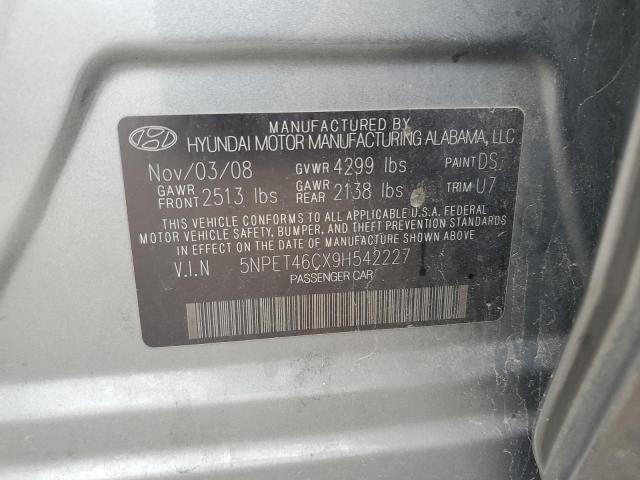 MANUFACTURED BY
HYUNDAI MOTOR MANUFACTURING ALABAMA, LLC
Nov/03/08 GVWR 4299 lbs PAINT DS
GAWR FRONT 2513 lbs GAWR REAR 2138 lbs TRIM U7
THIS VEHICLE CONFORMS TO ALL APPLICABLE U.S.A. FEDERAL
MOTOR VEHICLE SAFETY, BUMPER, AND THEFT PREVENTION STANDARDS
IN EFFECT ON THE DATE OF MANUFACTURE SHOWN ABOVE.
V.I.N 5NPET46CX9H542227
PASSENGER CAR